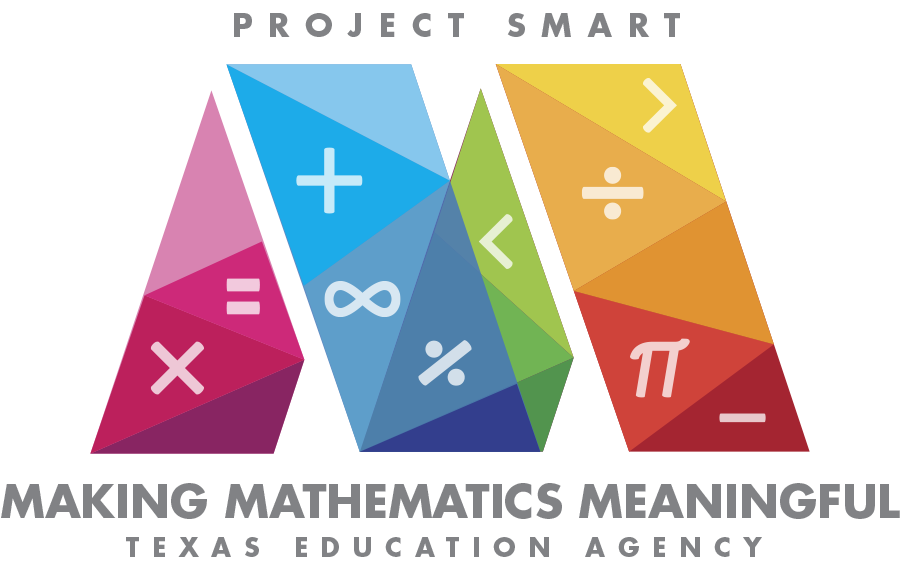 PROJECT SMART
>
+ ÷
<
= ∞
× % π
−
MAKING MATHEMATICS MEANINGFUL
TEXAS EDUCATION AGENCY